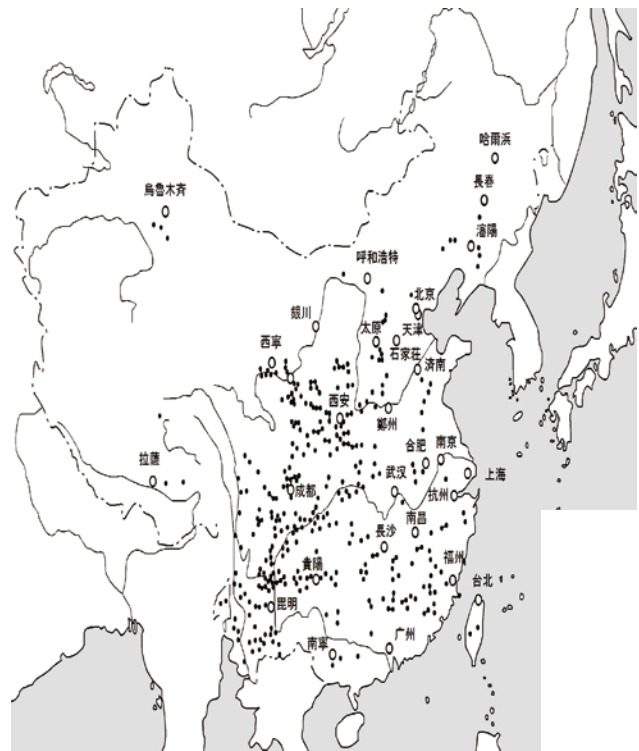 哈爾浜
長春
烏魯木斉
瀋陽
呼和浩特
北京
銀川
太原
天津
西寧
石家荘
済南
西安
鄭州
合肥
南京
拉薩
成都
武汉
上海
杭州
南昌
長沙
貴陽
福州
台北
昆明
南寧
广州